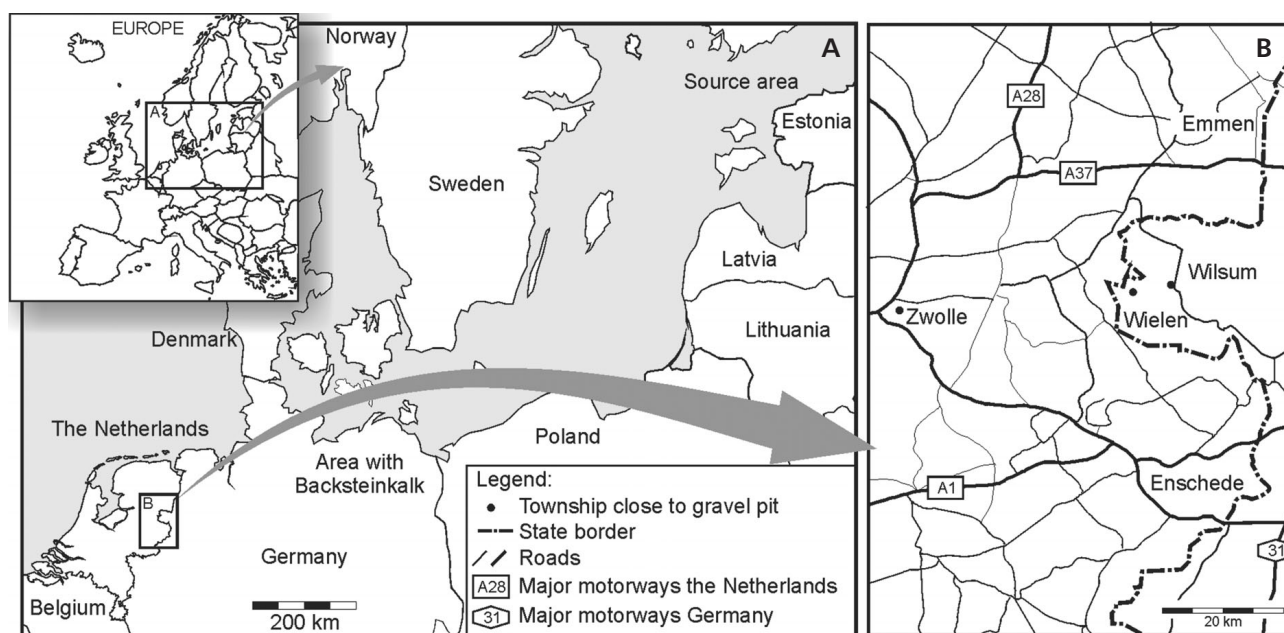 EUROPE
A
Norway
A
Source area
Estonia
Sweden
Latvia
Denmark
Lithuania
The Netherlands
Poland
Area with
Backsteinkalk
B
Germany
Belgium
200 km
Legend:
Township close to gravel pit
State border
Roads
A28 Major motorways the Netherlands
31 Major motorways Germany
B
A28
Emmen
A37
Wilsum
Zwolle
Wielen
Enschede
A1
31
20 km